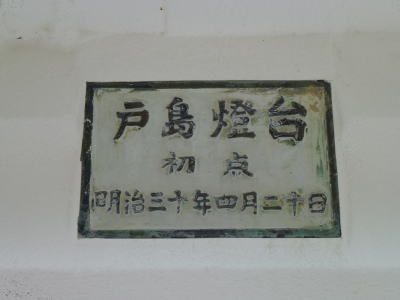 戸島燈台
初点
明治三十年四月二十日